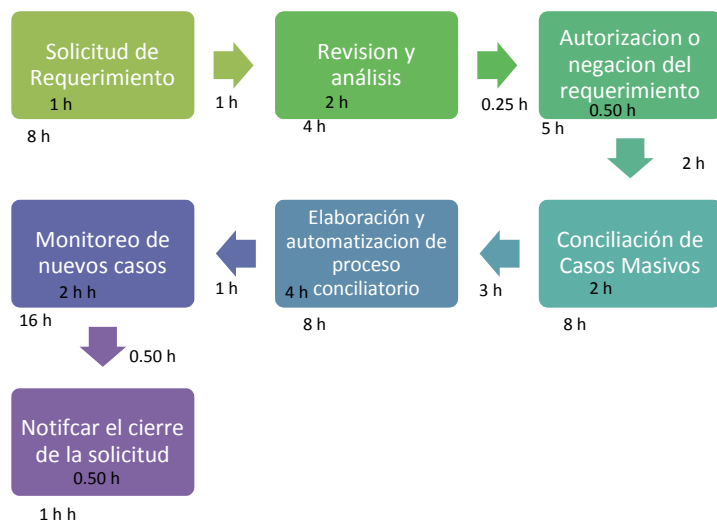 Solicitud de
Requerimiento
1 h
8 h
1 h
Revision y
análisis
2 h
4 h
0.25 h
Autorizacion o
negacion del
requerimiento
0.50 h
5 h
2 h
Conciliación de
Casos Masivos
2 h
8 h
3 h
Elaboración y
automatizacion de
proceso
conciliatorio
4 h
8 h
1 h
Monitoreo de
nuevos casos
2 h h
16 h
0.50 h
Notifcar el cierre
de la solicitud
0.50 h
1 h h